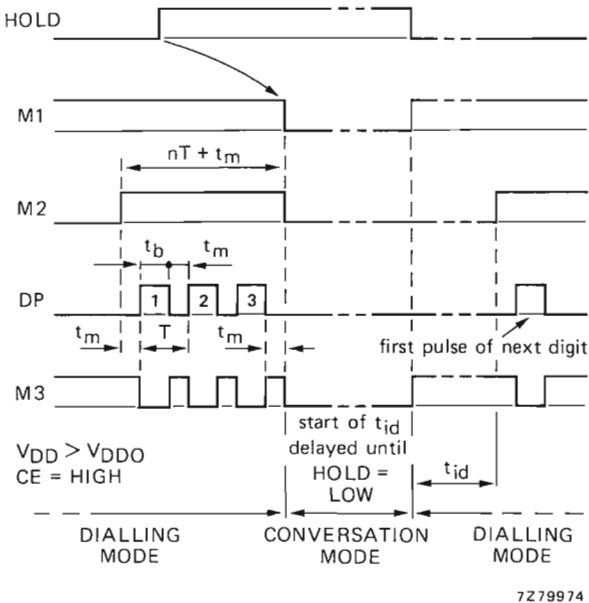 HOLD
M1
nT + tm
M2
tb
tm
DP
1
2
3
tm
T
tm
first pulse of next digit
M3
start of tid
delayed until
HOLD =
LOW
VDD > VDDO
CE = HIGH
tid
DIALLING
MODE
CONVERSATION
MODE
DIALLING
MODE
7Z79974